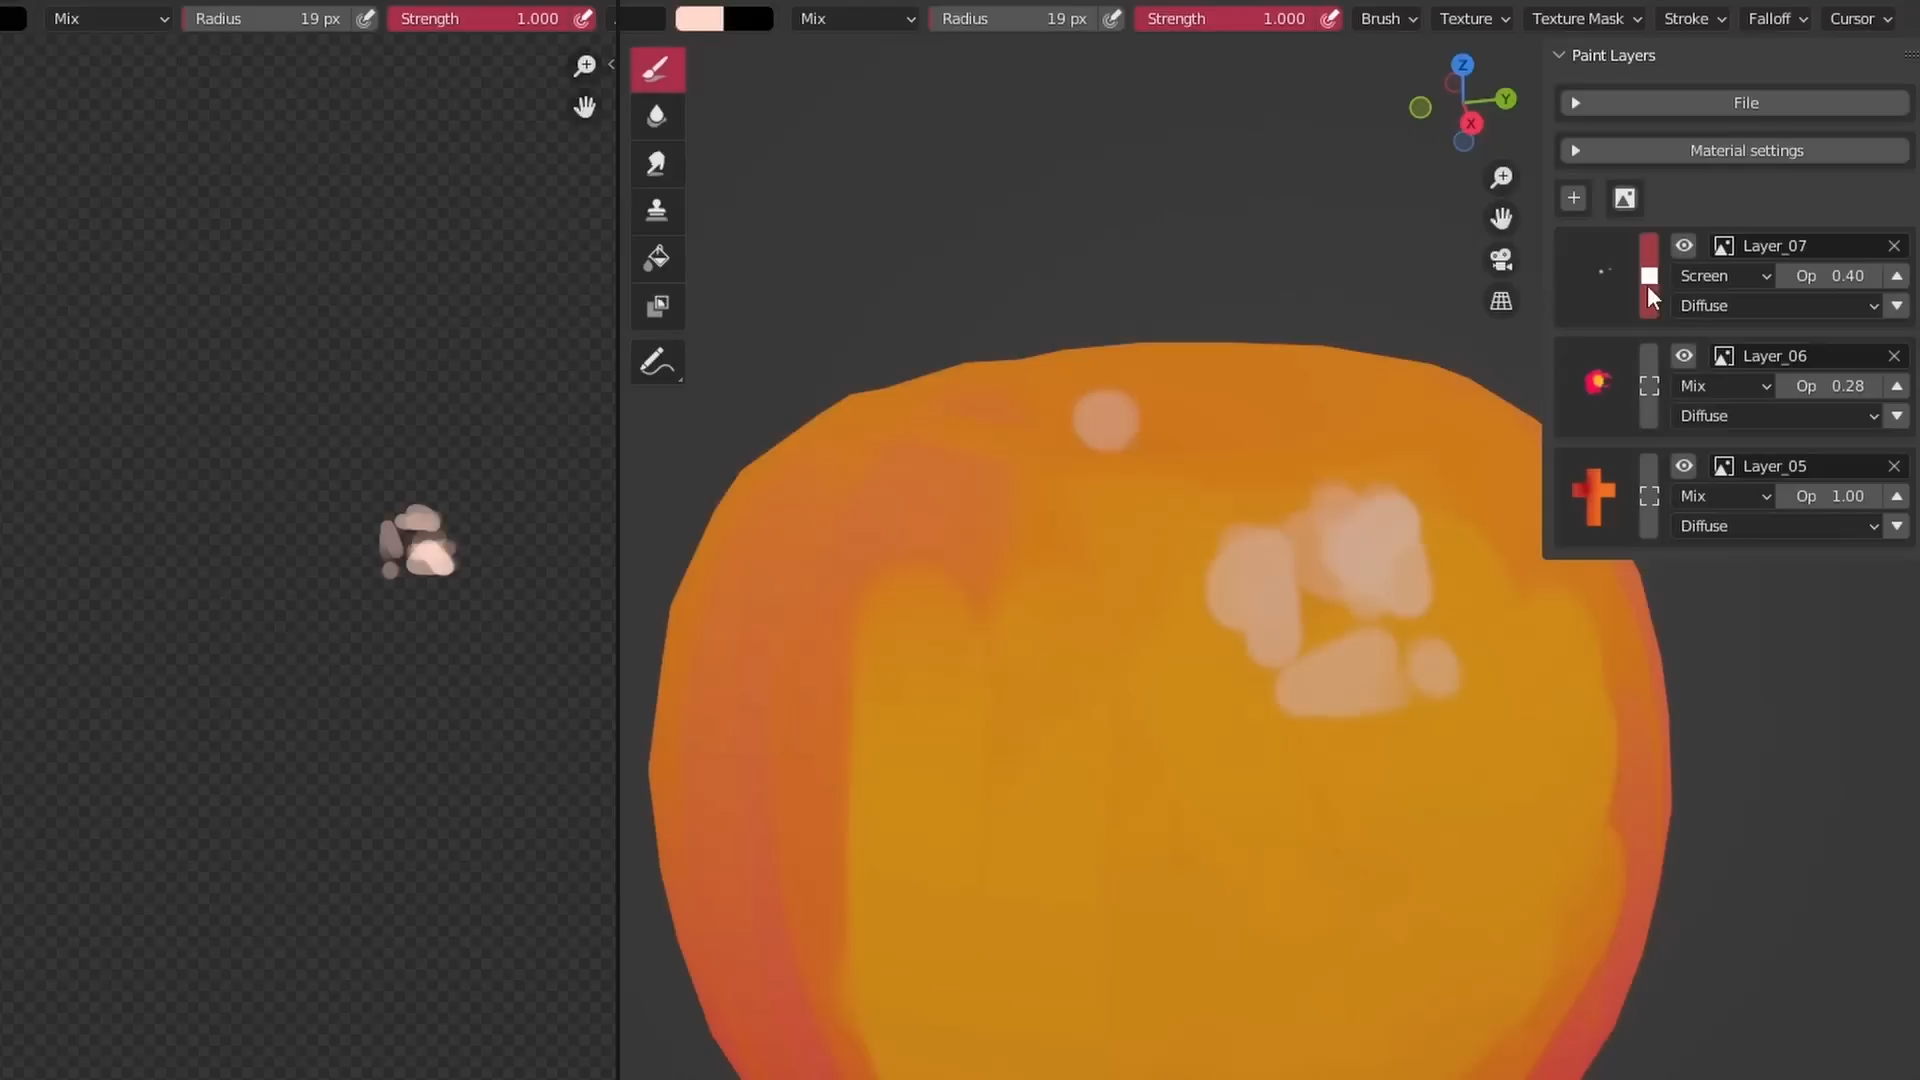 Mix Radius 19 px Strength 1.000 Mix Radius 19 px Strength 1.000 Brush Texture Texture Mask Stroke Falloff Cursor
Paint Layers
File
Material settings
Layer_07
Screen Op 0.40
Diffuse
Layer_06
Mix Op 0.28
Diffuse
Layer_05
Mix Op 1.00
Diffuse
Z
Y
X